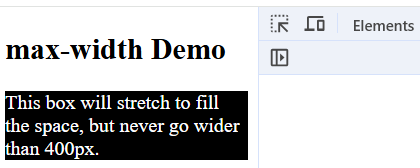 max-width Demo
Elements
This box will stretch to fill
the space, but never go wider
than 400px.